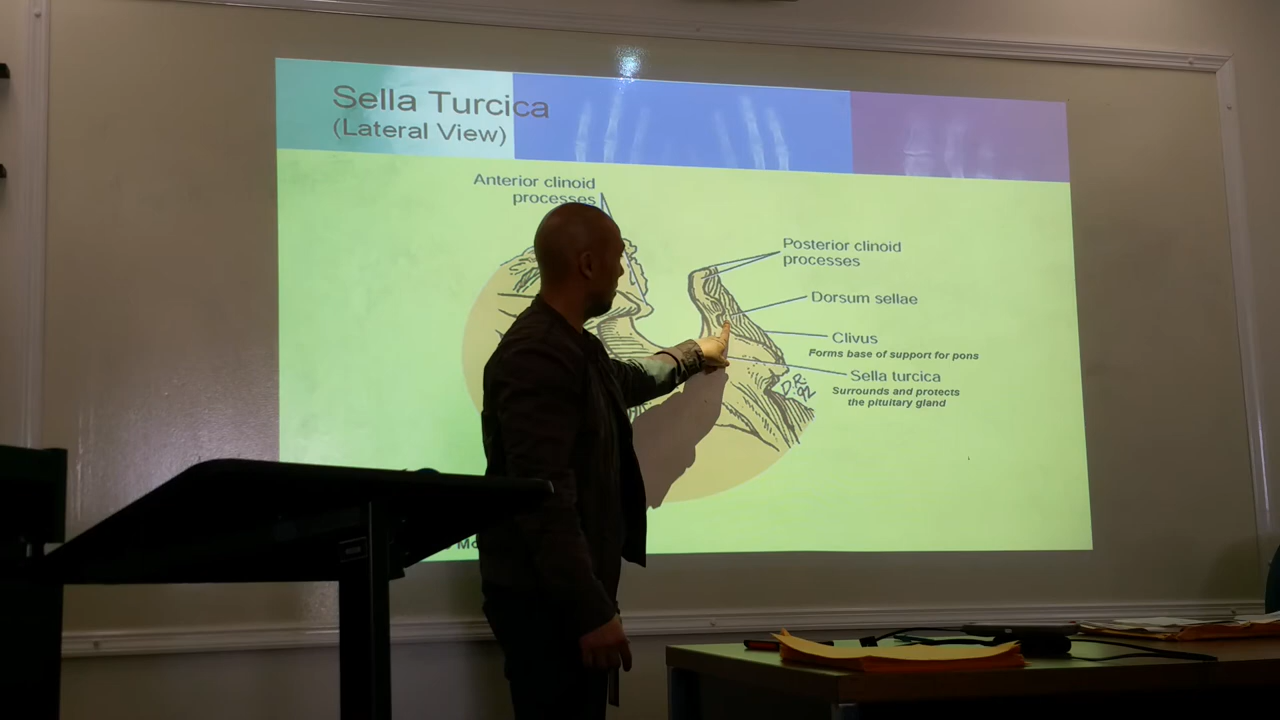 Sella Turcica
(Lateral View)
Anterior clinoid
processes
Posterior clinoid
processes
Dorsum sellae
Clivus
Forms base of support for pons
Sella turcica
Surrounds and protects
the pituitary gland
D.R.
92